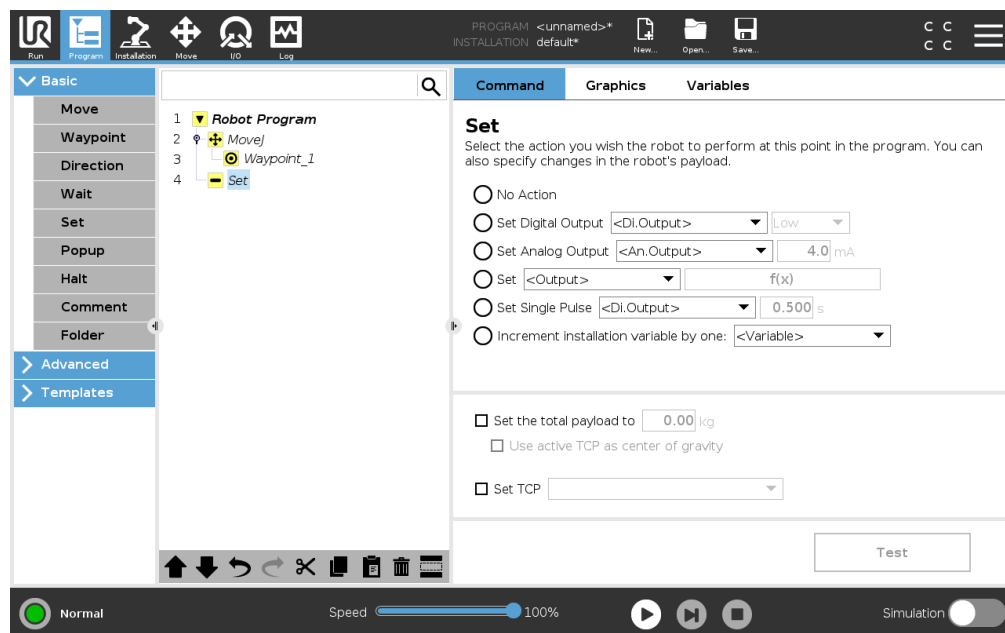 PROGRAM <unnamed>*
INSTALLATION default*
C C
C C
UR
Run
Program
Installation
Move
I/O
Log
New...
Open...
Save...
Basic
Move
Waypoint
Direction
Wait
Set
Popup
Halt
Comment
Folder
Advanced
Templates
1 Robot Program
2 MoveJ
3 Waypoint_1
4 Set
Command Graphics Variables
Set
Select the action you wish the robot to perform at this point in the program. You can
also specify changes in the robot's payload.
No Action
Set Digital Output <Di.Output> Low
Set Analog Output <An.Output> 4.0 mA
Set <Output> f(x)
Set Single Pulse <Di.Output> 0.500 s
Increment installation variable by one: <Variable>
Set the total payload to 0.00 kg
Use active TCP as center of gravity
Set TCP
Test
Normal
Speed 100%
Simulation